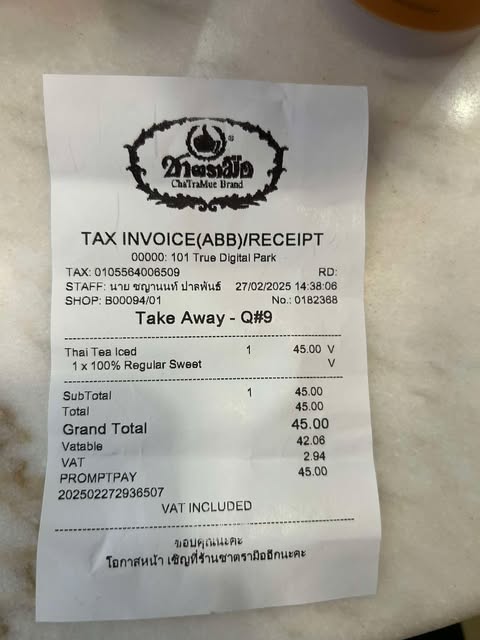 ชาตรามือ
ChaTraMue Brand
TAX INVOICE(ABB)/RECEIPT
00000: 101 True Digital Park
TAX: 0105564006509 RD:
STAFF: นาย ชญานนท์ ปาลพันธ์ 27/02/2025 14:38:06
SHOP: B00094/01 No.: 0182368
Take Away - Q#9
Thai Tea Iced 1 45.00 V
1 x 100% Regular Sweet V
SubTotal 1 45.00
Total 45.00
Grand Total 45.00
Vatable 42.06
VAT 2.94
PROMPTPAY 45.00
202502272936507
VAT INCLUDED
ขอบคุณนะคะ
โอกาสหน้า เชิญที่ร้านชาตรามืออีกนะคะ